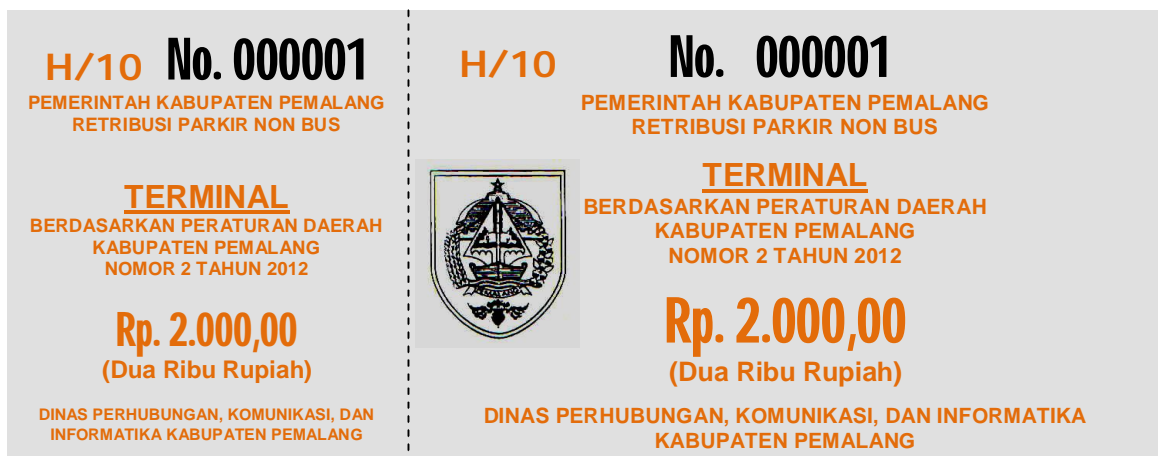 H/10 No. 000001
PEMERINTAH KABUPATEN PEMALANG
RETRIBUSI PARKIR NON BUS
TERMINAL
BERDASARKAN PERATURAN DAERAH
KABUPATEN PEMALANG
NOMOR 2 TAHUN 2012
Rp. 2.000,00
(Dua Ribu Rupiah)
DINAS PERHUBUNGAN, KOMUNIKASI, DAN
INFORMATIKA KABUPATEN PEMALANG
H/10 No. 000001
PEMERINTAH KABUPATEN PEMALANG
RETRIBUSI PARKIR NON BUS
TERMINAL
BERDASARKAN PERATURAN DAERAH
KABUPATEN PEMALANG
NOMOR 2 TAHUN 2012
PEMALANG
Rp. 2.000,00
(Dua Ribu Rupiah)
DINAS PERHUBUNGAN, KOMUNIKASI, DAN INFORMATIKA
KABUPATEN PEMALANG